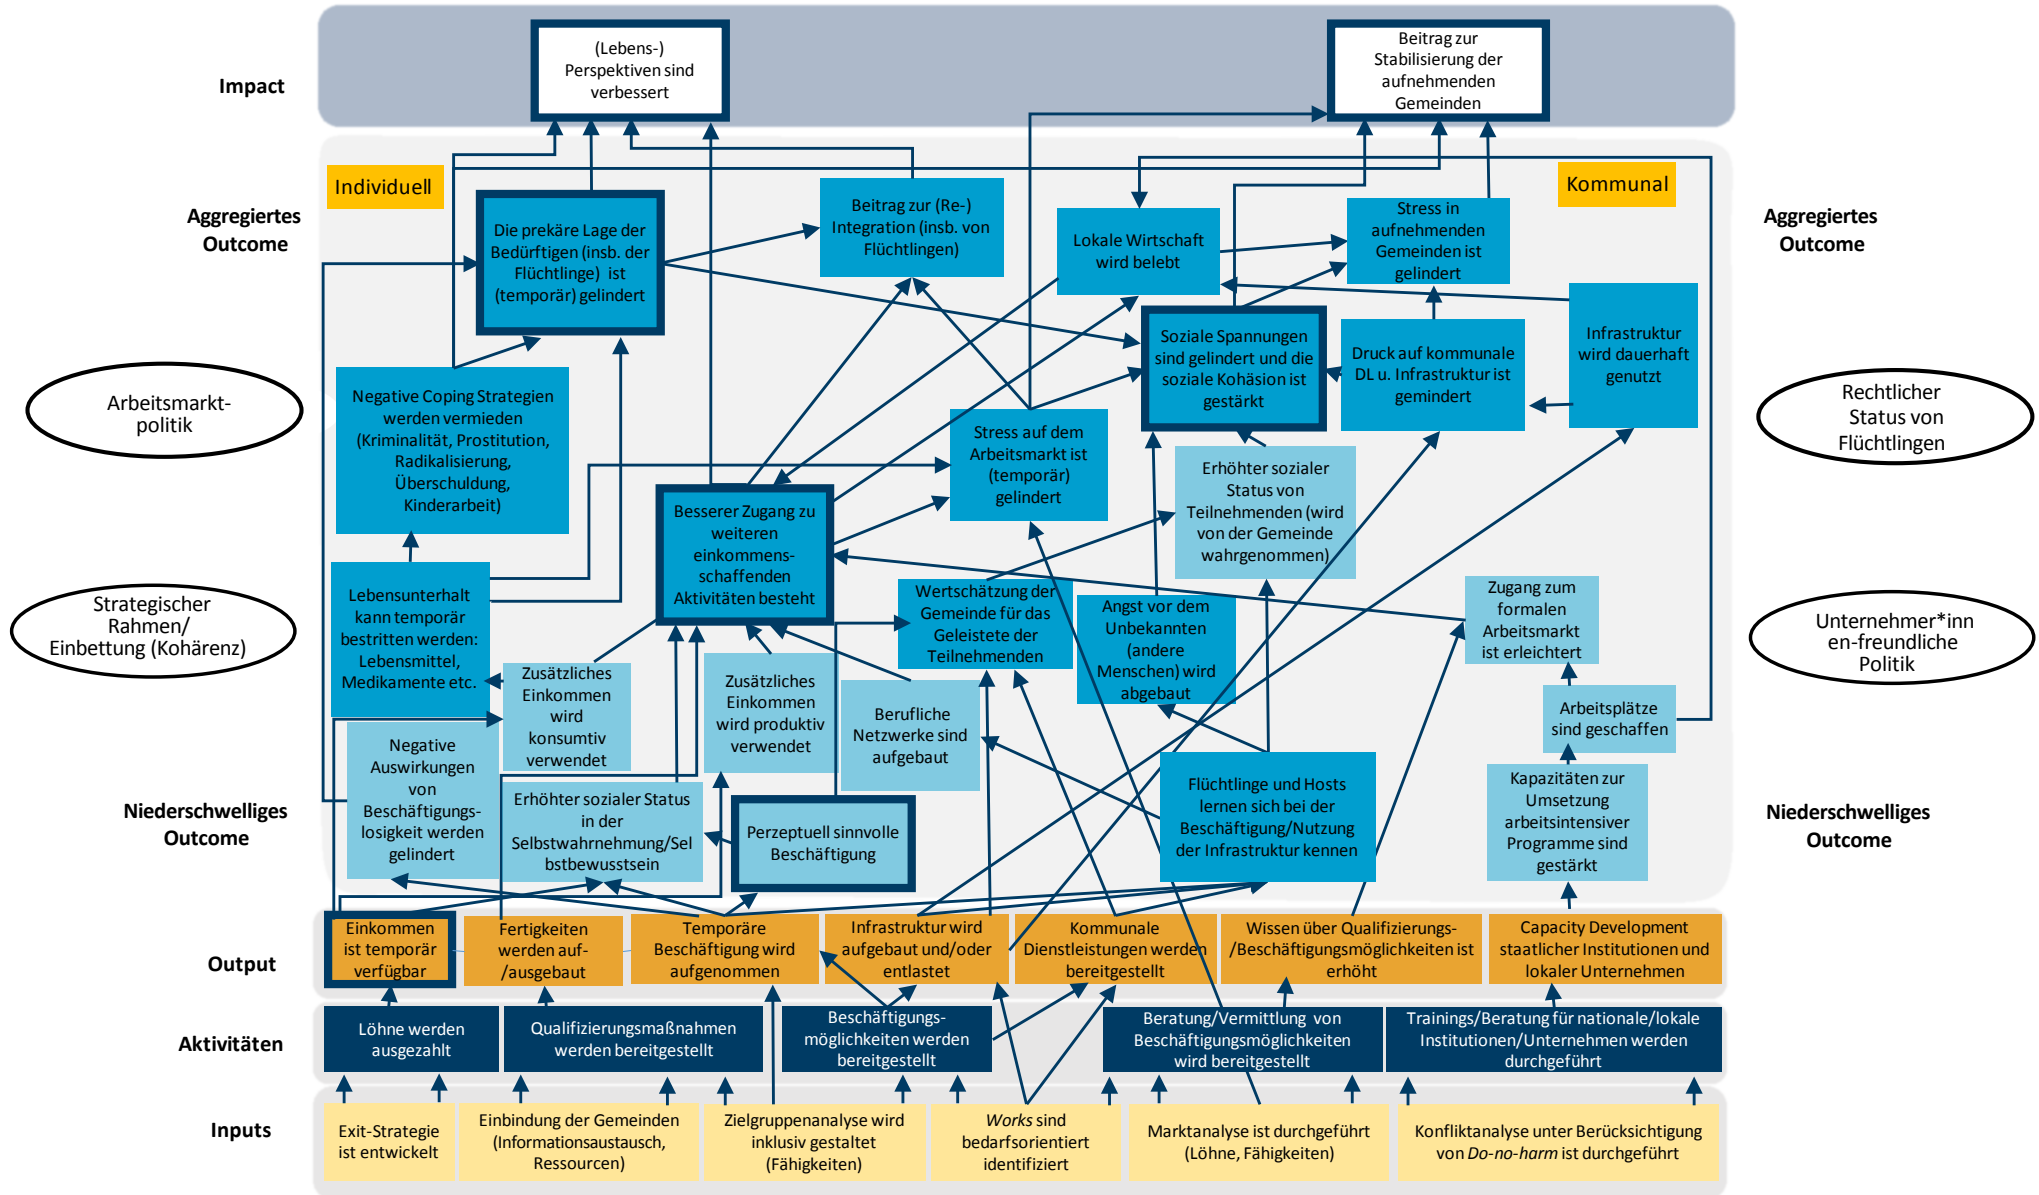 Impact
(Lebens-)
Perspektiven sind
verbessert
Beitrag zur
Stabilisierung der
aufnehmenden
Gemeinden
Individuell
Kommunal
Aggregiertes
Outcome
Aggregiertes
Outcome
Die prekäre Lage der
Bedürftigen (insb. der
Flüchtlinge) ist
(temporär) gelindert
Beitrag zur (Re-)
Integration (insb. von
Flüchtlingen)
Lokale Wirtschaft
wird belebt
Stress in
aufnehmenden
Gemeinden ist
gelindert
Soziale Spannungen
sind gelindert und die
soziale Kohäsion ist
gestärkt
Druck auf kommunale
DL u. Infrastruktur ist
gemindert
Infrastruktur
wird dauerhaft
genutzt
Arbeitsmarkt-
politik
Negative Coping Strategien
werden vermieden
(Kriminalität, Prostitution,
Radikalisierung,
Überschuldung,
Kinderarbeit)
Stress auf dem
Arbeitsmarkt ist
(temporär)
gelindert
Erhöhter sozialer
Status von
Teilnehmenden (wird
von der Gemeinde
wahrgenommen)
Rechtlicher
Status von
Flüchtlingen
Besserer Zugang zu
weiteren
einkommens-
schaffenden
Aktivitäten besteht
Strategischer
Rahmen/
Einbettung (Kohärenz)
Lebensunterhalt
kann temporär
bestritten werden:
Lebensmittel,
Medikamente etc.
Wertschätzung der
Gemeinde für das
Geleistete der
Teilnehmenden
Angst vor dem
Unbekannten
(andere
Menschen) wird
abgebaut
Zugang zum
formalen
Arbeitsmarkt
ist erleichtert
Unternehmer*inn
en-freundliche
Politik
Zusätzliches
Einkommen
wird
konsumtiv
verwendet
Zusätzliches
Einkommen
wird produktiv
verwendet
Berufliche
Netzwerke sind
aufgebaut
Arbeitsplätze
sind geschaffen
Niederschwelliges
Outcome
Negative
Auswirkungen
von
Beschäftigungs-
losigkeit werden
gelindert
Erhöhter sozialer Status
in der
Selbstwahrnehmung/Sel
bstbewusstsein
Perzeptuell sinnvolle
Beschäftigung
Flüchtlinge und Hosts
lernen sich bei der
Beschäftigung/Nutzung
der Infrastruktur kennen
Kapazitäten zur
Umsetzung
arbeitsintensiver
Programme sind
gestärkt
Niederschwelliges
Outcome
Output
Einkommen
ist temporär
verfügbar
Fertigkeiten
werden auf-
/ausgebaut
Temporäre
Beschäftigung wird
aufgenommen
Infrastruktur wird
aufgebaut und/oder
entlastet
Kommunale
Dienstleistungen werden
bereitgestellt
Wissen über Qualifizierungs-
/Beschäftigungsmöglichkeiten ist
erhöht
Capacity Development
staatlicher Institutionen und
lokaler Unternehmen
Aktivitäten
Löhne werden
ausgezahlt
Qualifizierungsmaßnahmen
werden bereitgestellt
Beschäftigungs-
möglichkeiten werden
bereitgestellt
Beratung/Vermittlung von
Beschäftigungsmöglichkeiten
wird bereitgestellt
Trainings/Beratung für nationale/lokale
Institutionen/Unternehmen werden
durchgeführt
Inputs
Exit-Strategie
ist entwickelt
Einbindung der Gemeinden
(Informationsaustausch,
Ressourcen)
Zielgruppenanalyse wird
inklusiv gestaltet
(Fähigkeiten)
Works sind
bedarfsorientiert
identifiziert
Marktanalyse ist durchgeführt
(Löhne, Fähigkeiten)
Konfliktanalyse unter Berücksichtigung
von Do-no-harm ist durchgeführt